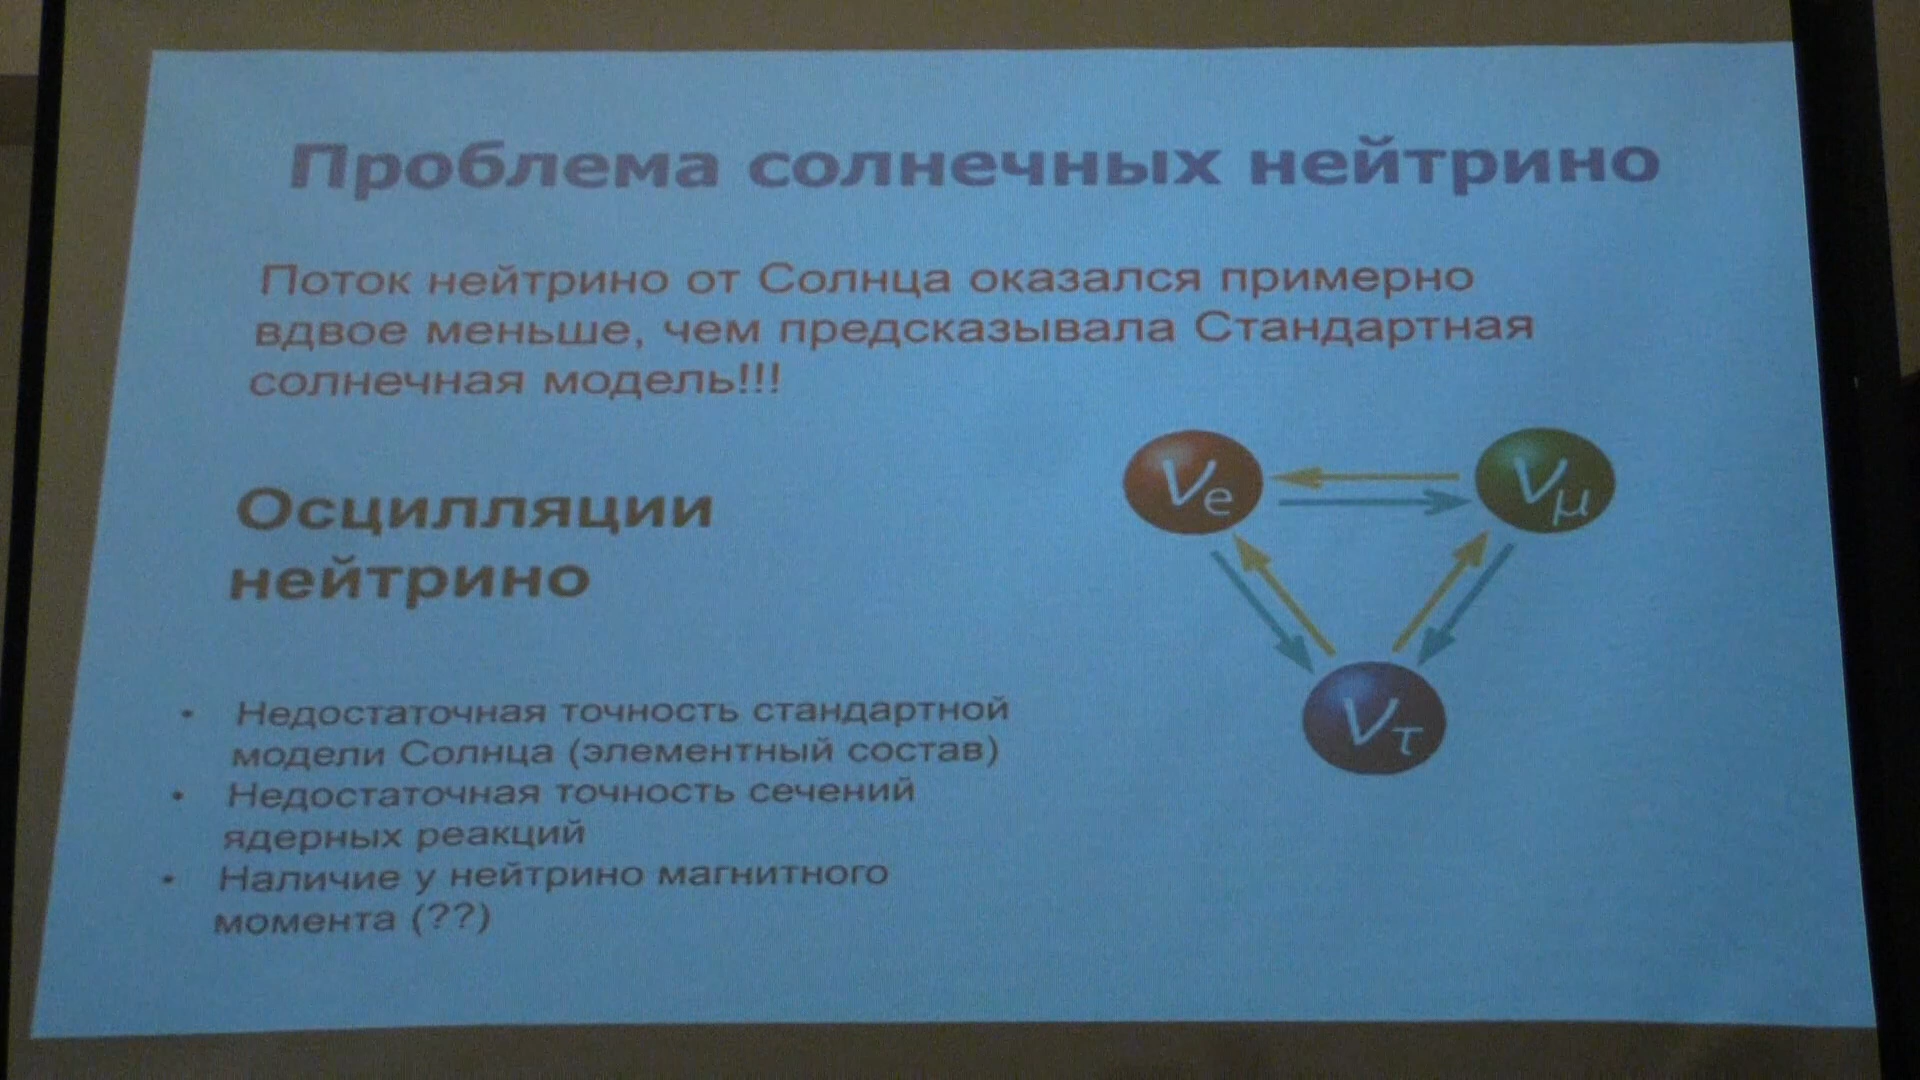 Проблема солнечных нейтрино
Поток нейтрино от Солнца оказался примерно
вдвое меньше, чем предсказывала Стандартная
солнечная модель!!!
Осцилляции
нейтрино
νe
νμ
ντ
• Недостаточная точность стандартной
модели Солнца (элементный состав)
• Недостаточная точность сечений
ядерных реакций
• Наличие у нейтрино магнитного
момента (??)